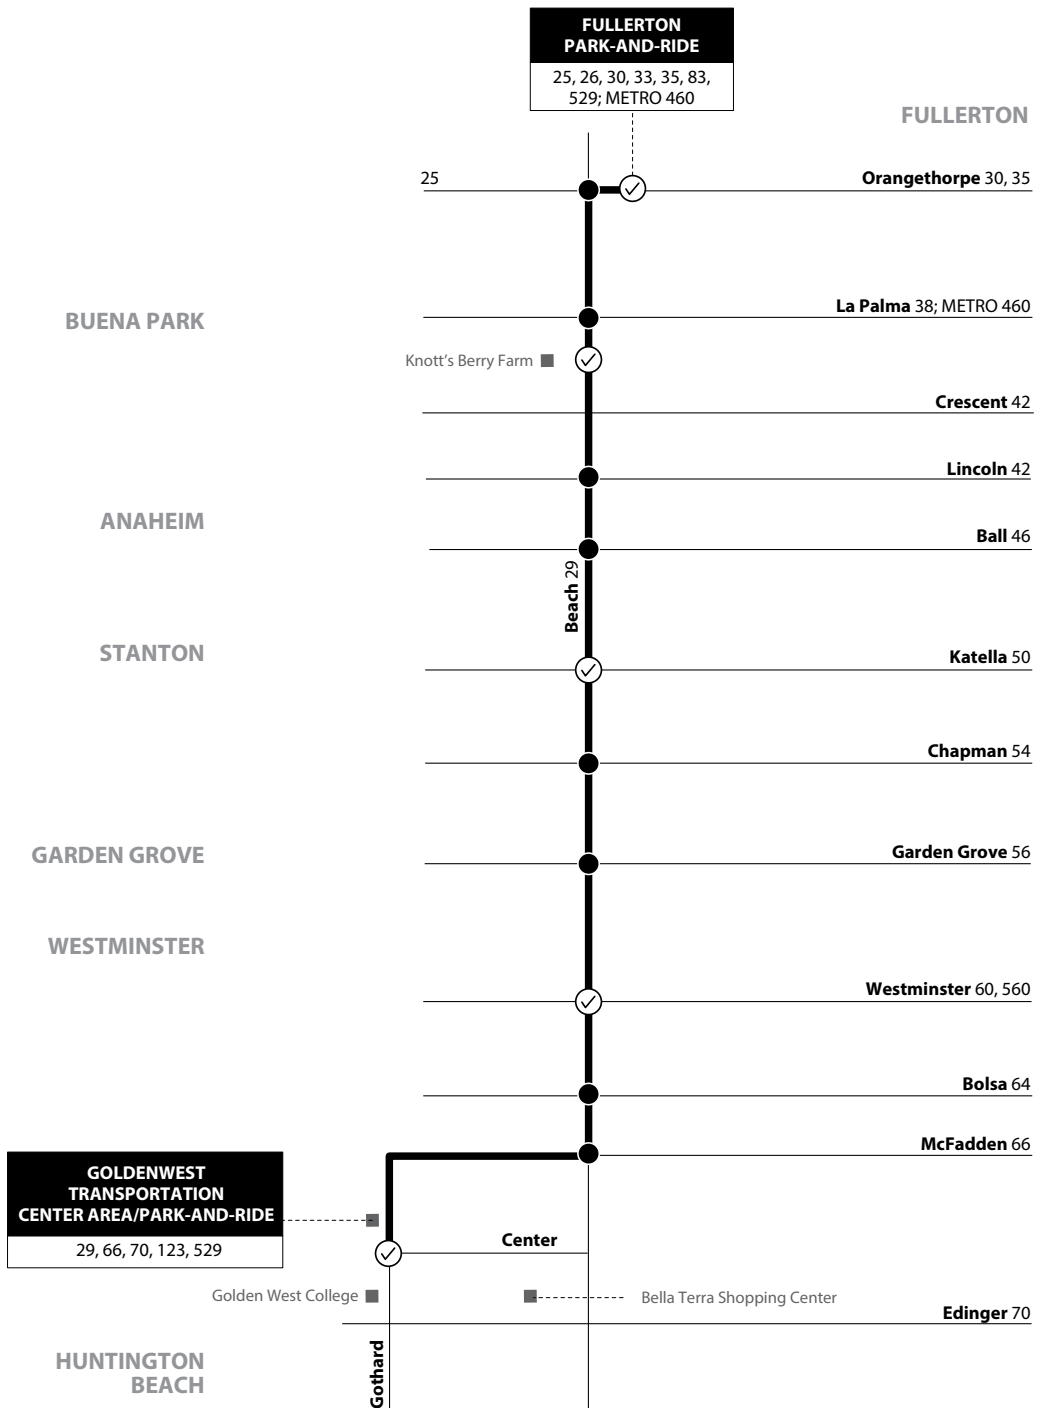 FULLERTON
PARK-AND-RIDE
25, 26, 30, 33, 35, 83,
529; METRO 460
FULLERTON
25
Orangethorpe 30, 35
BUENA PARK
La Palma 38; METRO 460
Knott's Berry Farm
Crescent 42
Lincoln 42
ANAHEIM
Ball 46
Beach 29
STANTON
Katella 50
Chapman 54
GARDEN GROVE
Garden Grove 56
WESTMINSTER
Westminster 60, 560
Bolsa 64
McFadden 66
GOLDENWEST
TRANSPORTATION
CENTER AREA/PARK-AND-RIDE
29, 66, 70, 123, 529
Center
Golden West College
Bella Terra Shopping Center
Edinger 70
Gothard
HUNTINGTON
BEACH